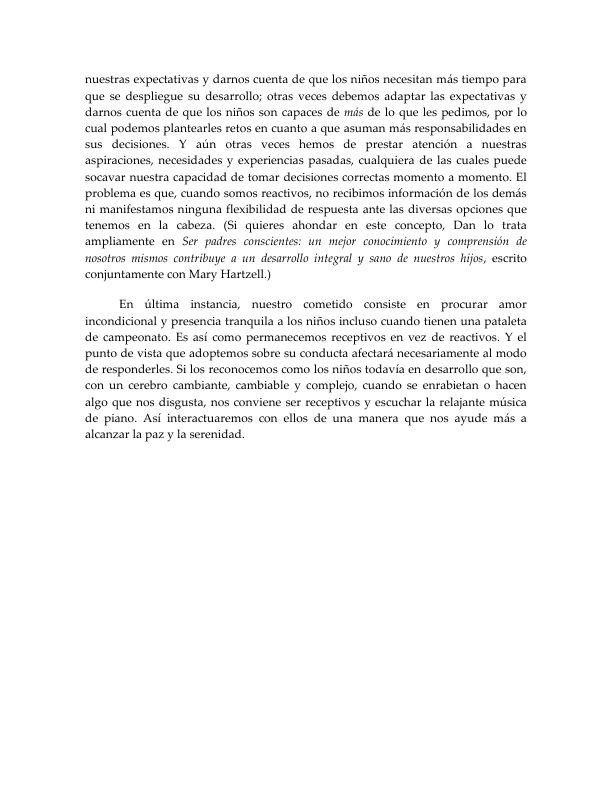 nuestras expectativas y darnos cuenta de que los niños necesitan más tiempo para
que se despliegue su desarrollo; otras veces debemos adaptar las expectativas y
darnos cuenta de que los niños son capaces de más de lo que les pedimos, por lo
cual podemos plantearles retos en cuanto a que asuman más responsabilidades en
sus decisiones. Y aún otras veces hemos de prestar atención a nuestras
aspiraciones, necesidades y experiencias pasadas, cualquiera de las cuales puede
socavar nuestra capacidad de tomar decisiones correctas momento a momento. El
problema es que, cuando somos reactivos, no recibimos información de los demás
ni manifestamos ninguna flexibilidad de respuesta ante las diversas opciones que
tenemos en la cabeza. (Si quieres ahondar en este concepto, Dan lo trata
ampliamente en Ser padres conscientes: un mejor conocimiento y comprensión de
nosotros mismos contribuye a un desarrollo integral y sano de nuestros hijos, escrito
conjuntamente con Mary Hartzell.)
En última instancia, nuestro cometido consiste en procurar amor
incondicional y presencia tranquila a los niños incluso cuando tienen una pataleta
de campeonato. Es así como permanecemos receptivos en vez de reactivos. Y el
punto de vista que adoptemos sobre su conducta afectará necesariamente al modo
de responderles. Si los reconocemos como los niños todavía en desarrollo que son,
con un cerebro cambiante, cambiable y complejo, cuando se enrabietan o hacen
algo que nos disgusta, nos conviene ser receptivos y escuchar la relajante música
de piano. Así interactuaremos con ellos de una manera que nos ayude más a
alcanzar la paz y la serenidad.